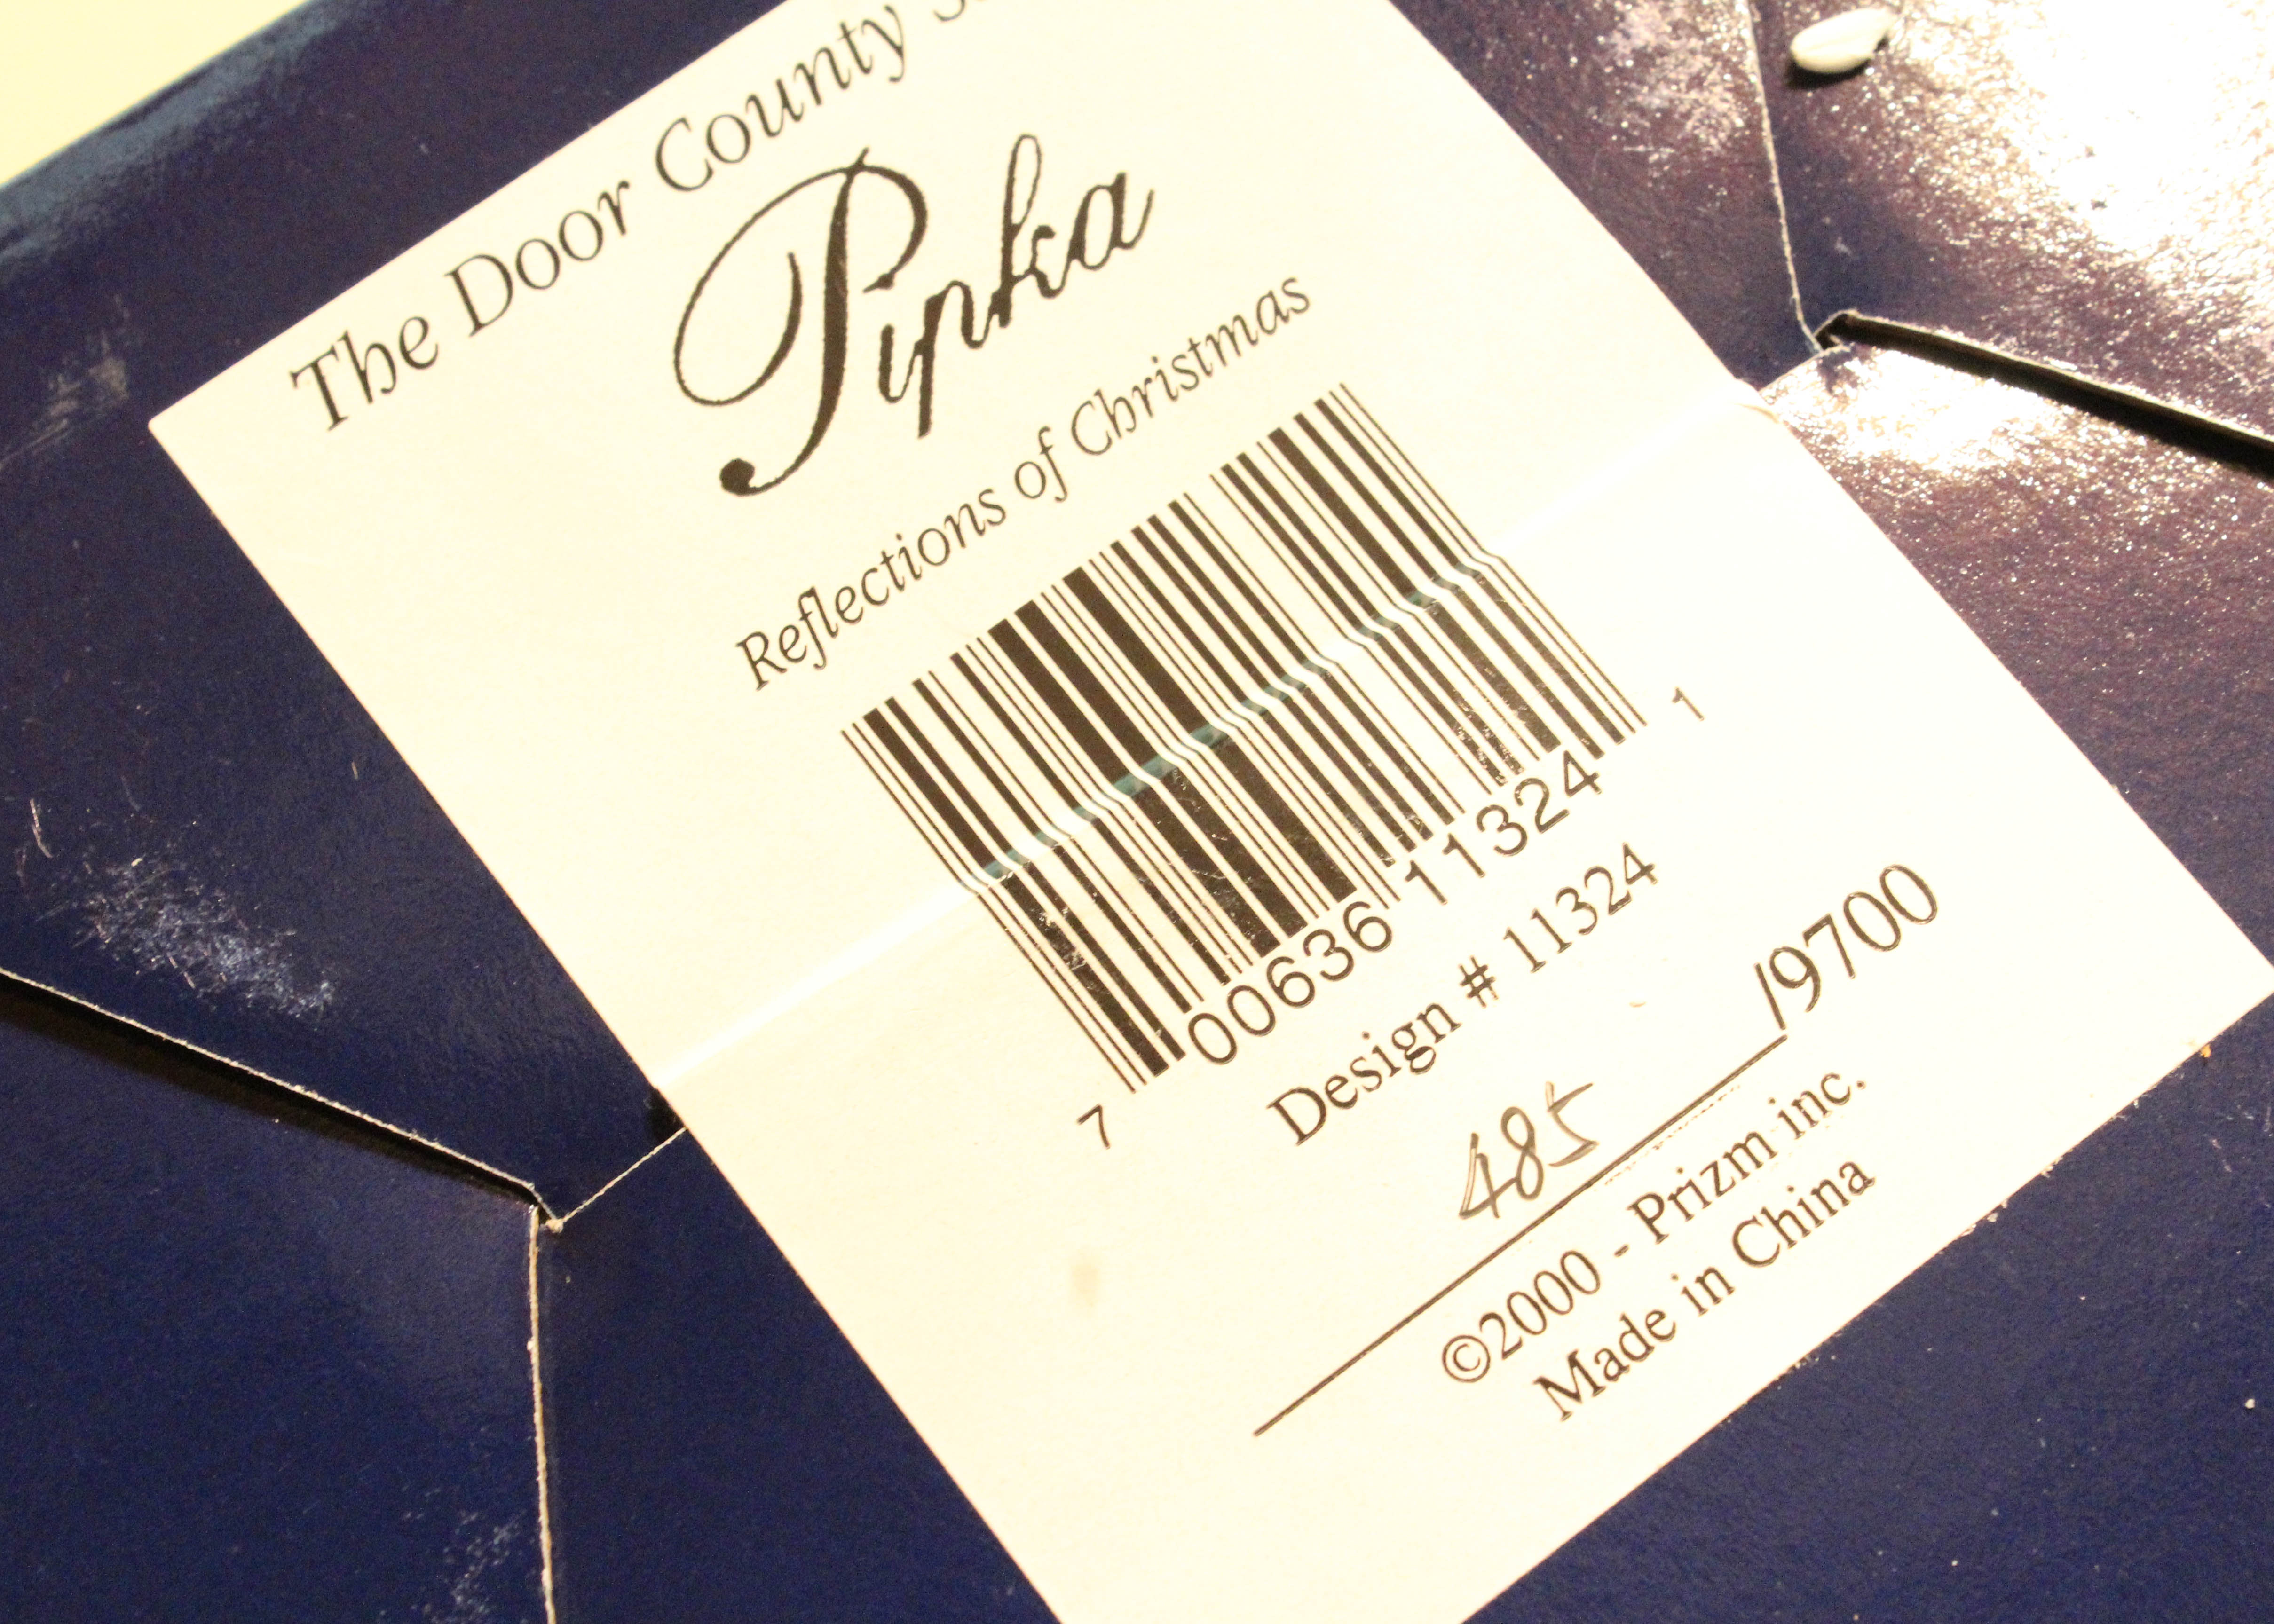 The Door County
Pipka
Reflections of Christmas
7 00636 11324 1
Design # 11324
485 /9700
©2000 - Prizm inc.
Made in China